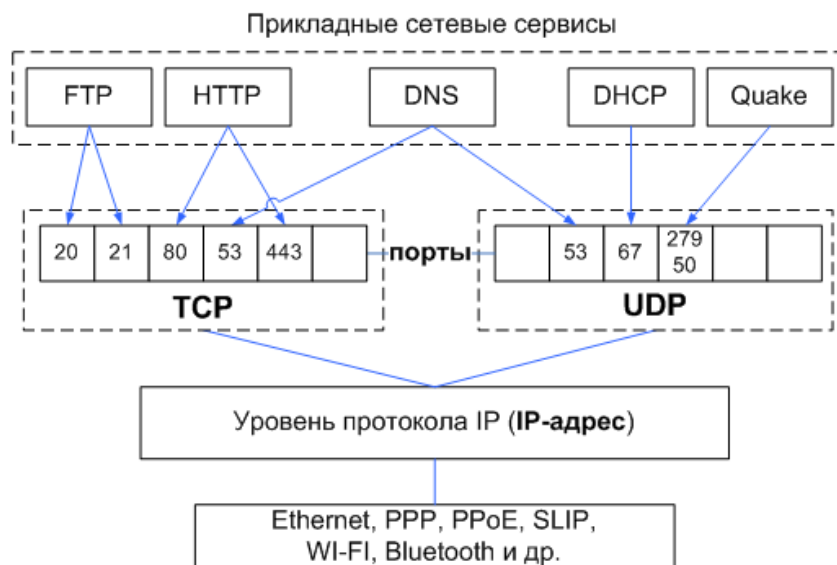 Прикладные сетевые сервисы
FTP
HTTP
DNS
DHCP
Quake
20
21
80
53
443
порты
53
67
279
50
TCP
UDP
Уровень протокола IP (IP-адрес)
Ethernet, PPP, PPoE, SLIP,
WI-FI, Bluetooth и др.